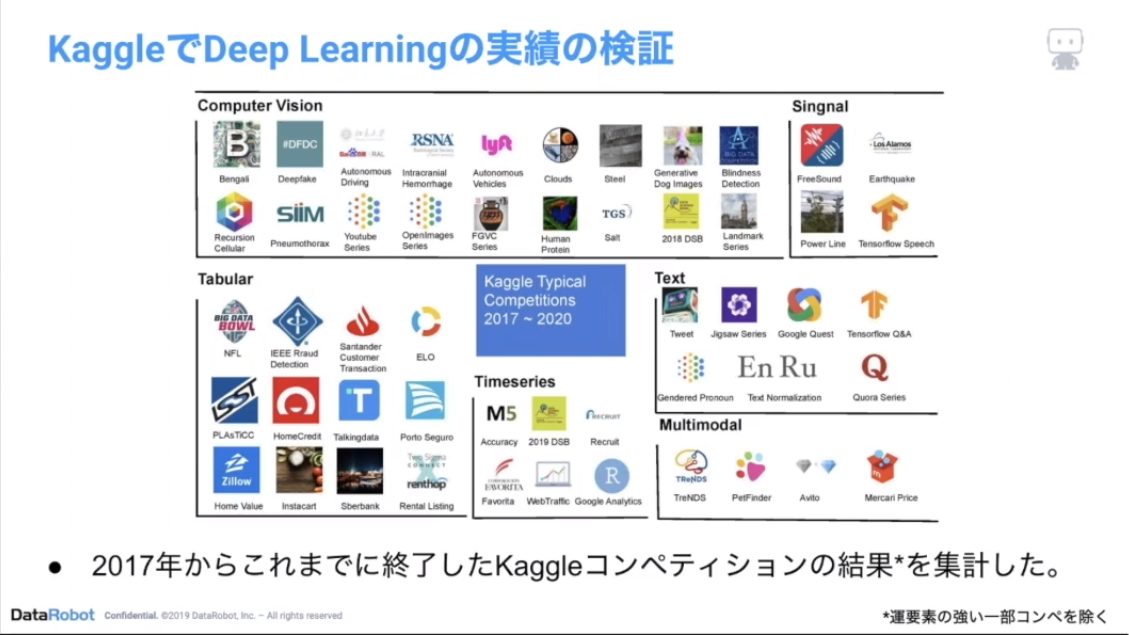 KaggleでDeep Learningの実績の検証
Computer Vision
B
#DFDC
RSNA
lyft
BIG DATA
Bengali
Deepfake
Autonomous
Driving
Intracranial
Hemorrhage
Autonomous
Vehicles
Clouds
Steel
Generative
Dog Images
Blindness
Detection
SIIM
TGS
Recursion
Cellular
Pneumothorax
Youtube
Series
OpenImages
Series
FGVC
Series
Human
Protein
Salt
2018 DSB
Landmark
Series
Singnal
Los Alamos
FreeSound
Earthquake
Power Line
Tensorflow Speech
Tabular
BIG DATA
BOWL
NFL
IEEE Rraud
Detection
Santander
Customer
Transaction
ELO
LSST
T
PLAsTiCC
HomeCredit
Talkingdata
Porto Seguro
Zillow
Two Sigma
CONNECT
renthop
Home Value
Instacart
Sberbank
Rental Listing
Kaggle Typical
Competitions
2017 ~ 2020
Timeseries
M5
RECRUIT
Accuracy
2019 DSB
Recruit
FAVORITA
R
Favorita
WebTraffic
Google Analytics
Text
Tweet
Jigsaw Series
Google Quest
Tensorflow Q&A
En Ru
Q
Gendered Pronoun
Text Normalization
Quora Series
Multimodal
TReNDS
m
TReNDS
PetFinder
Avito
Mercari Price
● 2017年からこれまでに終了したKaggleコンペティションの結果*を集計した。
DataRobot Confidential. ©2019 DataRobot, Inc. – All rights reserved
*運要素の強い一部コンペを除く